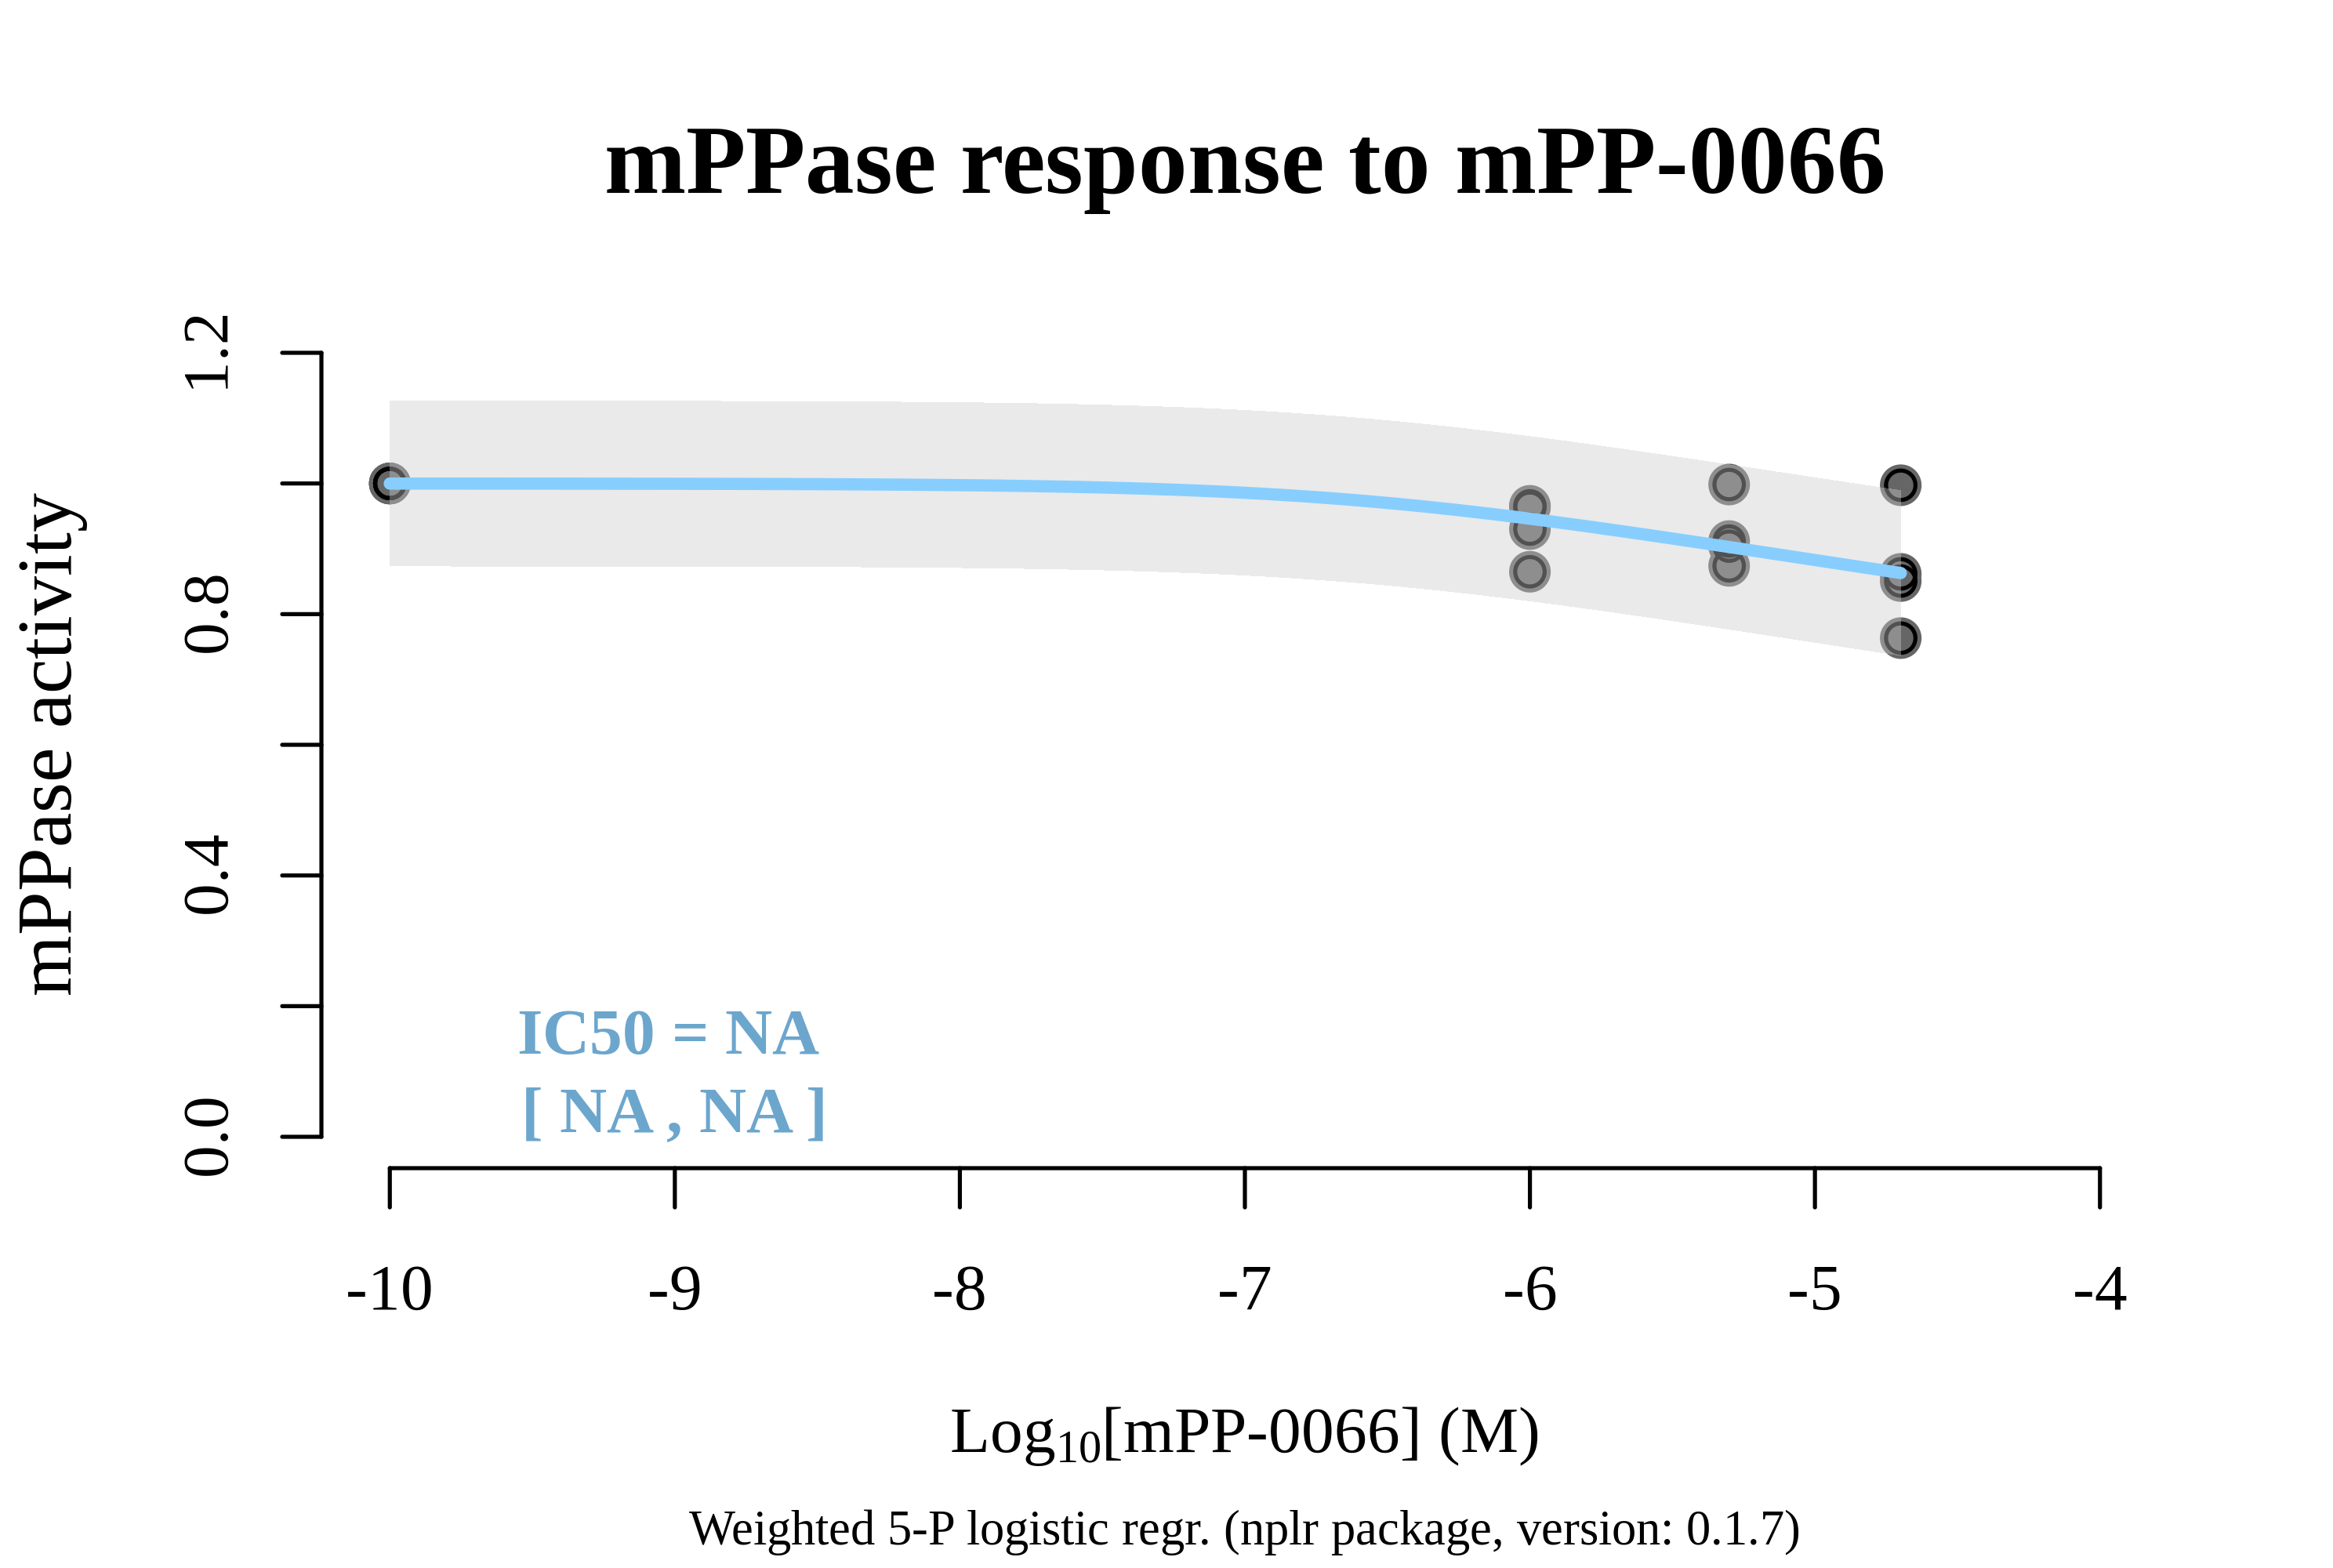 mPPase response to mPP-0066
mPPase activity
1.2
0.8
0.4
0.0
IC50 = NA
[ NA , NA ]
-10 -9 -8 -7 -6 -5 -4
Log10[mPP-0066] (M)
Weighted 5-P logistic regr. (nplr package, version: 0.1.7)